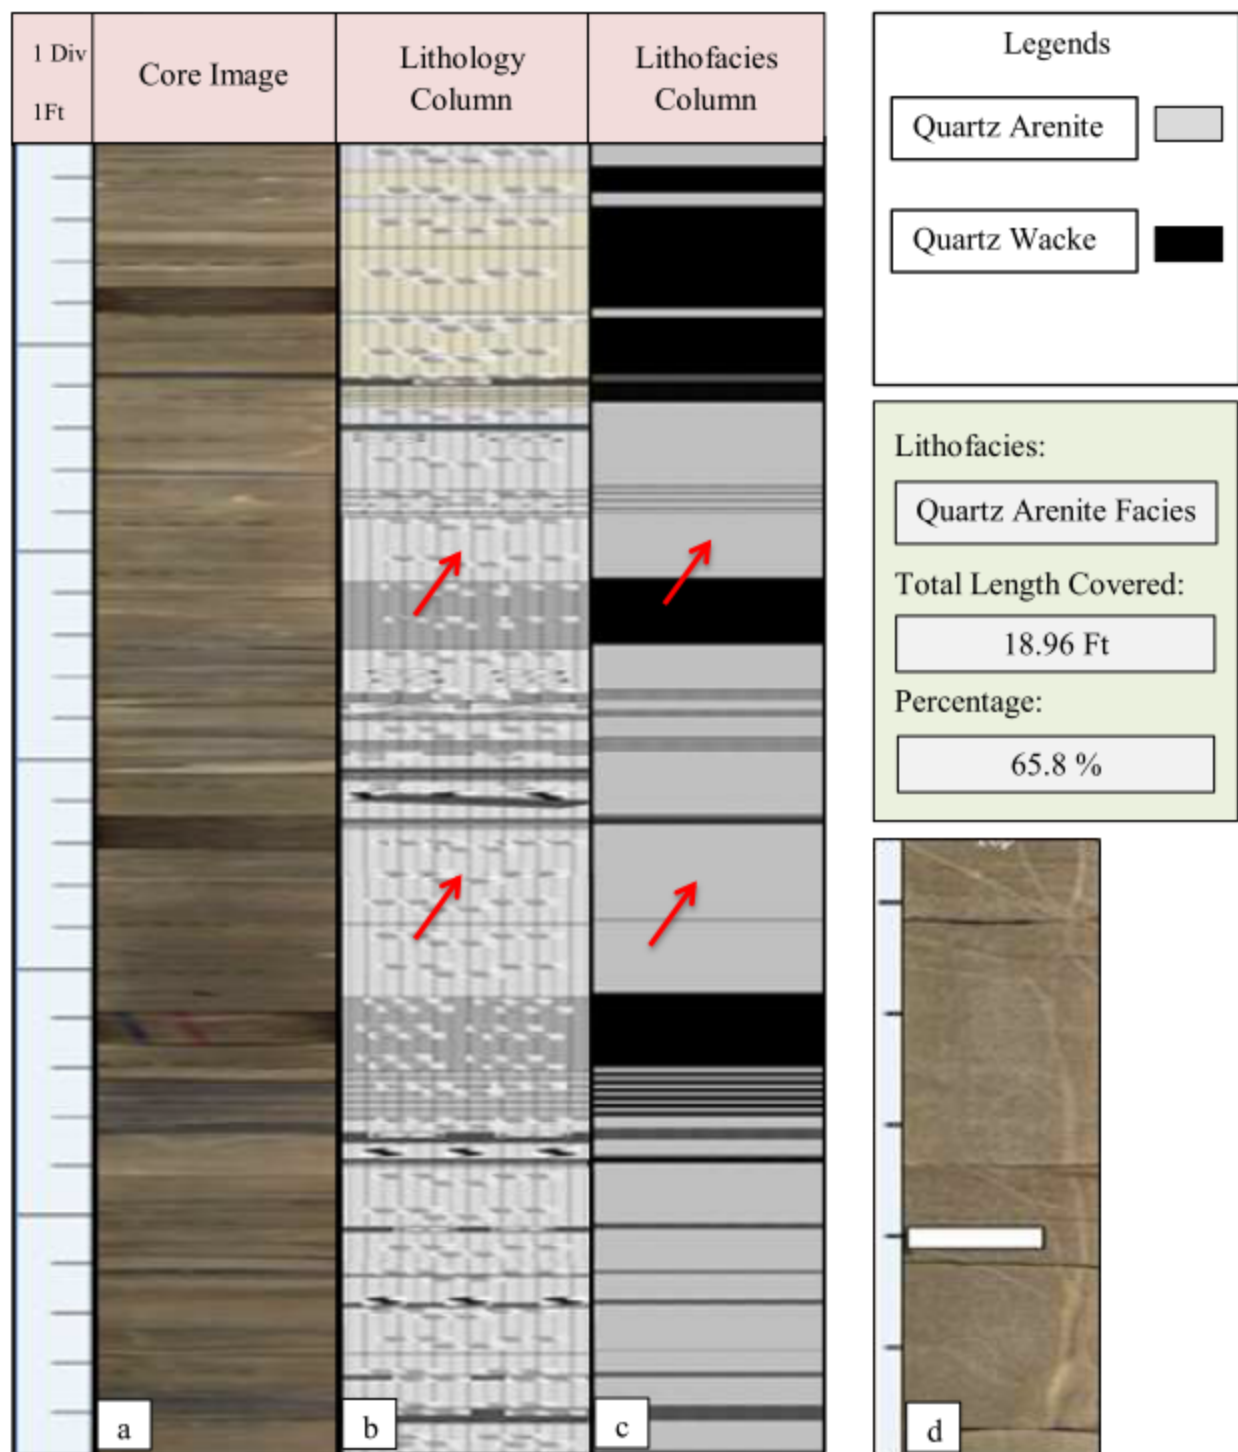 1 Div
1Ft
Core Image
Lithology
Column
Lithofacies
Column
Legends
Quartz Arenite
Quartz Wacke
Lithofacies:
Quartz Arenite Facies
Total Length Covered:
18.96 Ft
Percentage:
65.8 %
a
b
c
d